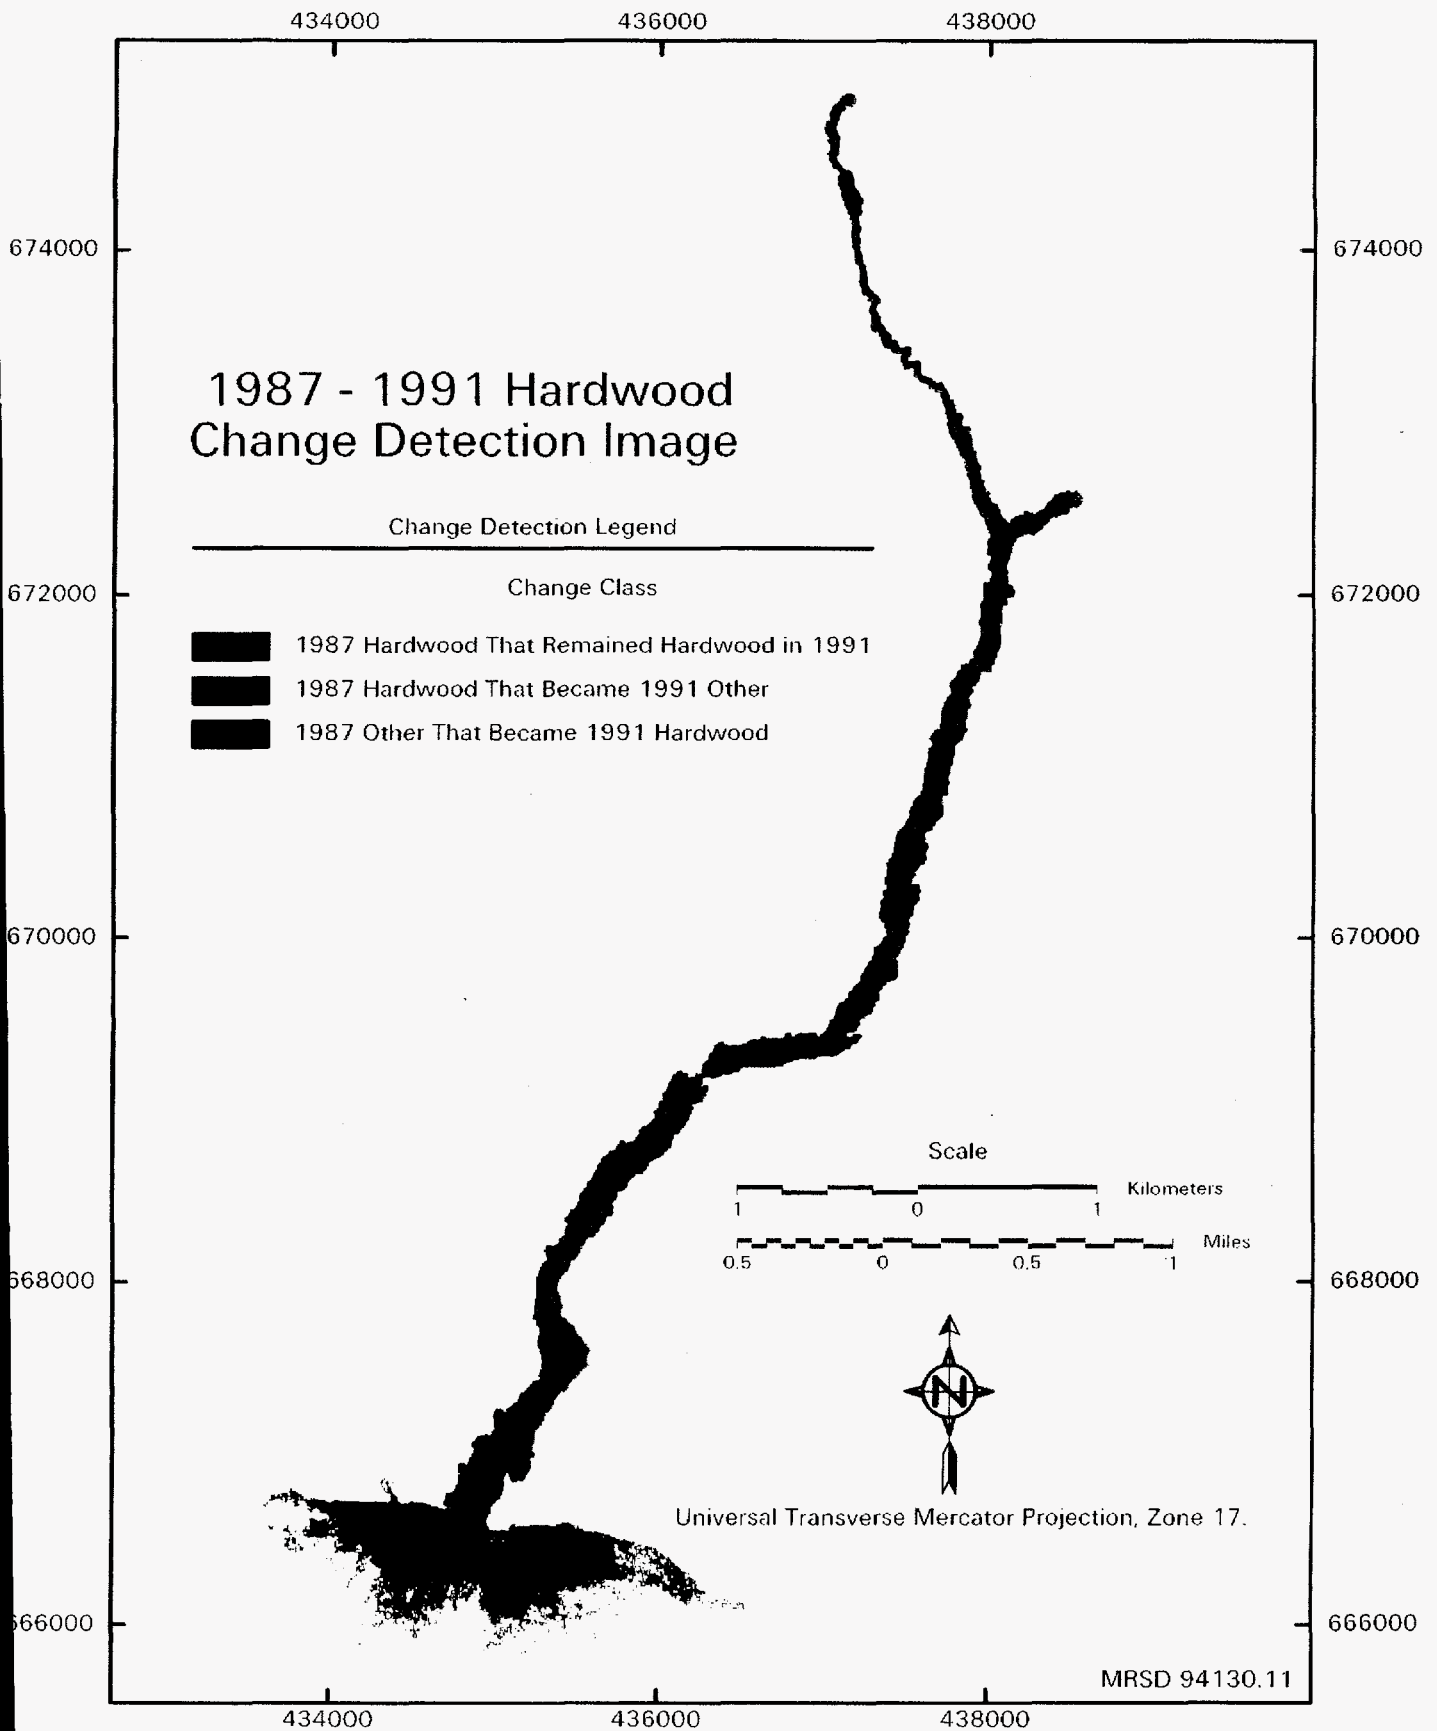 434000 436000 438000
674000 674000
1987 - 1991 Hardwood
Change Detection Image
Change Detection Legend
672000 672000
Change Class
1987 Hardwood That Remained Hardwood in 1991
1987 Hardwood That Became 1991 Other
1987 Other That Became 1991 Hardwood
670000 670000
Scale
Kilometers
1 0 1
Miles
0.5 0 0.5 1
668000 668000
N
Universal Transverse Mercator Projection, Zone 17.
666000 666000
MRSD 94130.11
434000 436000 438000